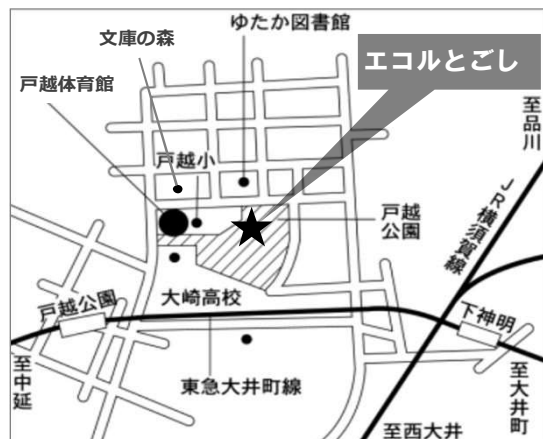 ゆたか図書館
文庫の森
エコルとごし
戸越体育館
至品川
戸越小
JR横須賀線
戸越
公園
大崎高校
戸越公園
下神明
東急大井町線
至中延
至大井町
至西大井